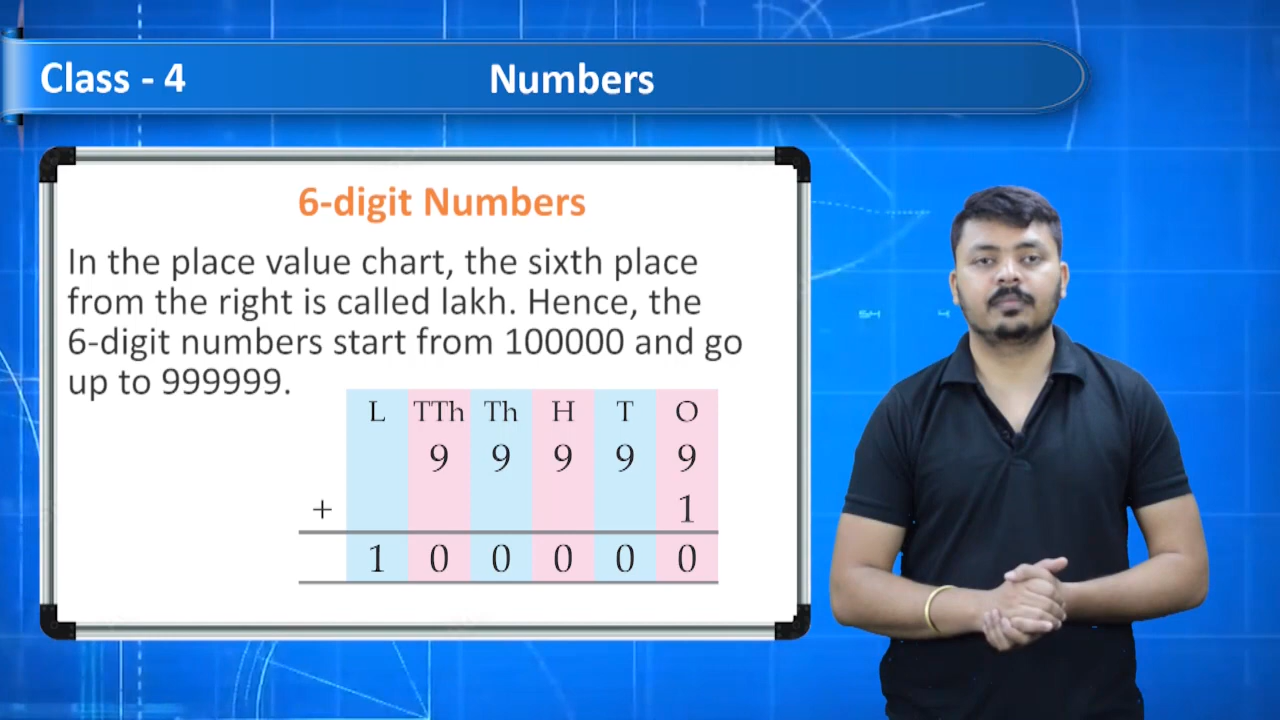 Class - 4
Numbers
6-digit Numbers
In the place value chart, the sixth place
from the right is called lakh. Hence, the
6-digit numbers start from 100000 and go
up to 999999.
L TTh Th H T O
9 9 9 9 9
+ 1
1 0 0 0 0 0